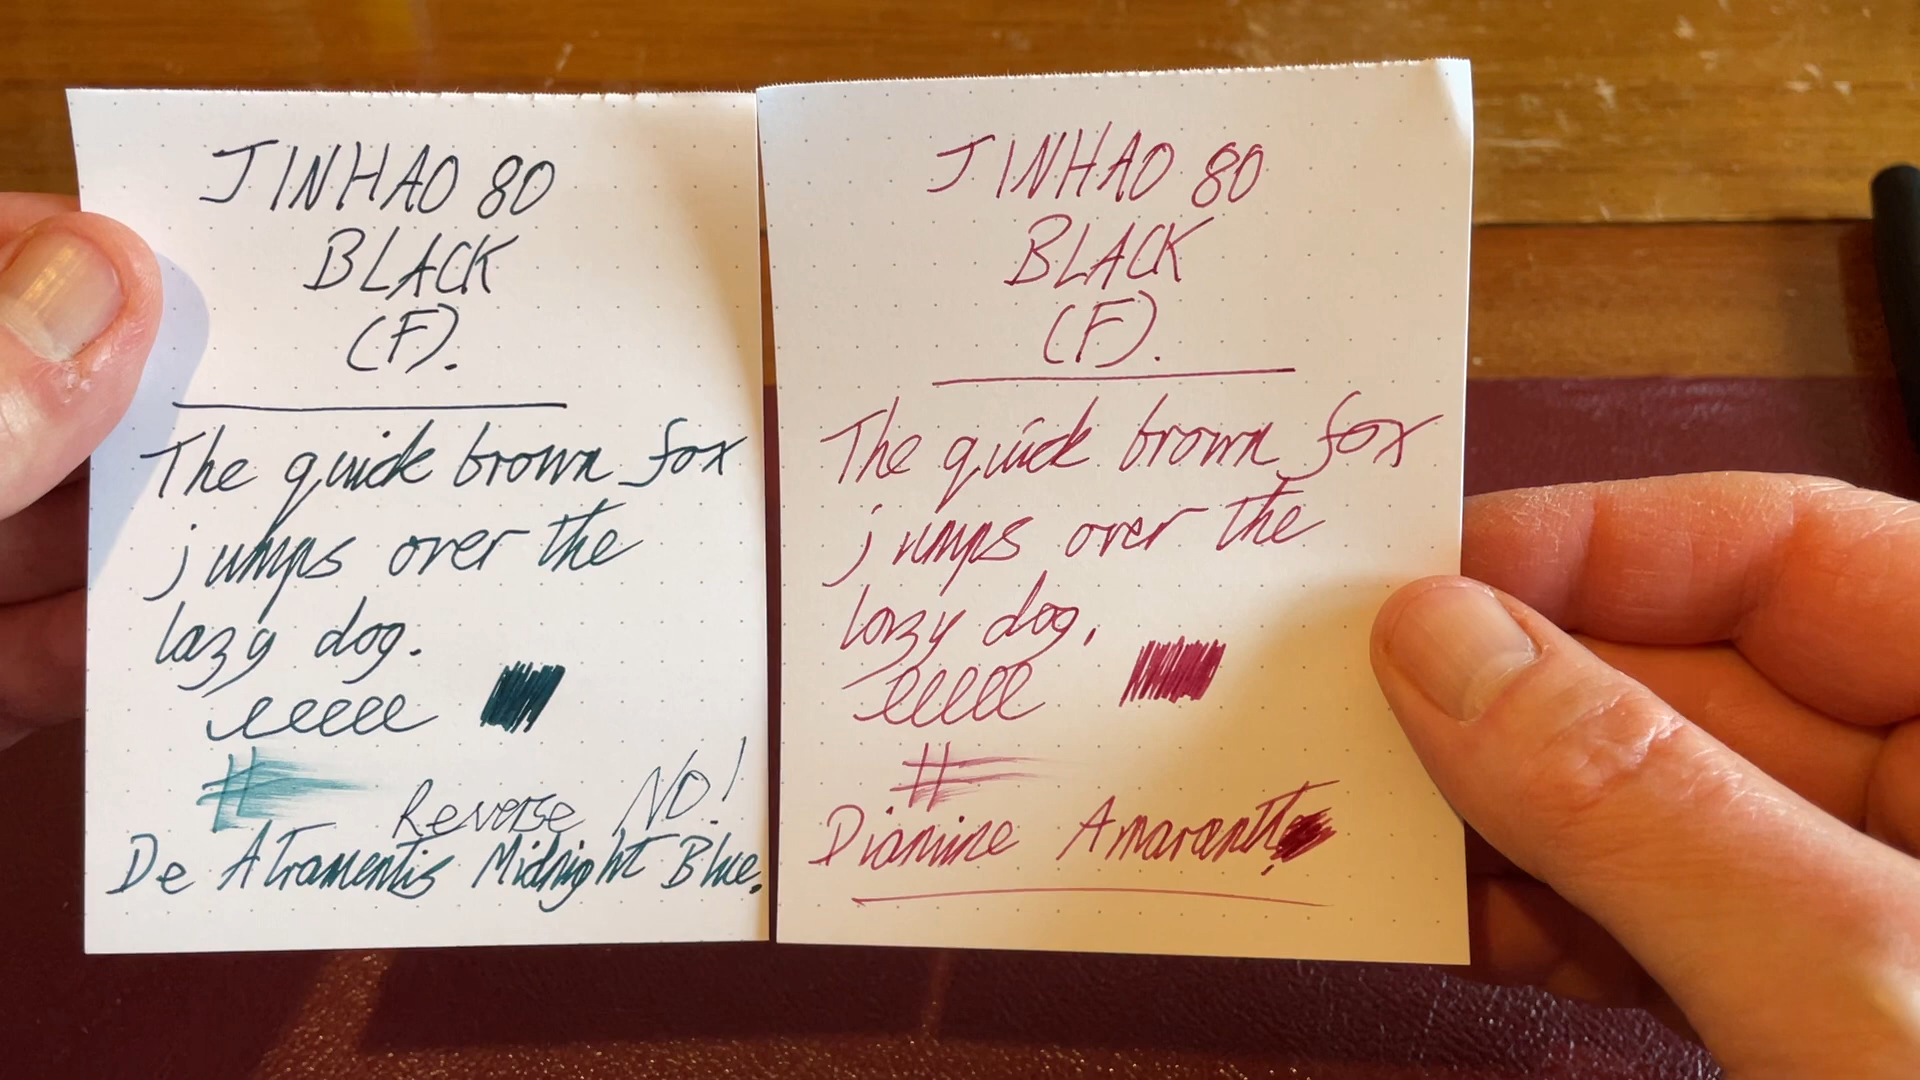 JINHAO 80
BLACK
(F).
The quick brown fox
jumps over the
lazy dog.
eeeee
Reverse NO!
De Atramentis Midnight Blue.
JINHAO 80
BLACK
(F).
The quick brown fox
jumps over the
lazy dog.
eeeee
Diamine Amaranth